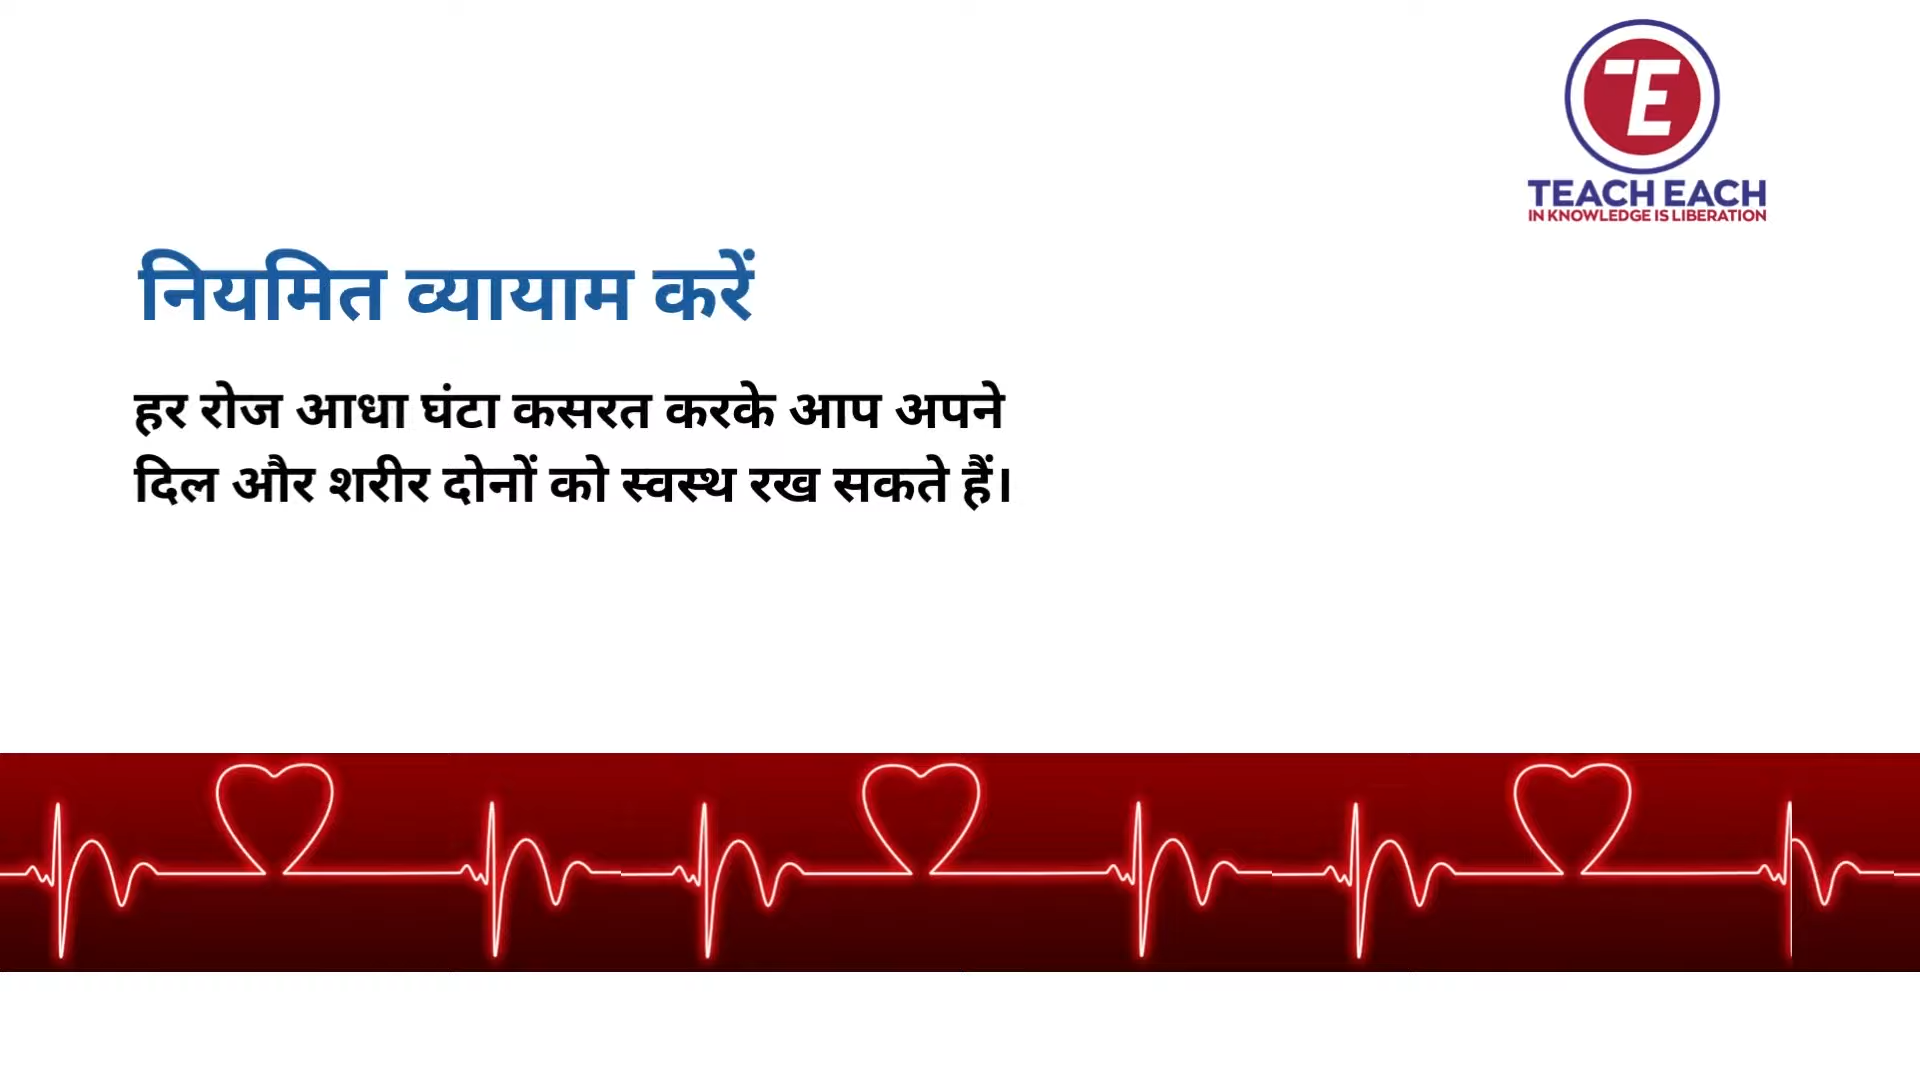 TE
TEACH EACH
IN KNOWLEDGE IS LIBERATION
नियमित व्यायाम करें
हर रोज आधा घंटा कसरत करके आप अपने
दिल और शरीर दोनों को स्वस्थ रख सकते हैं।